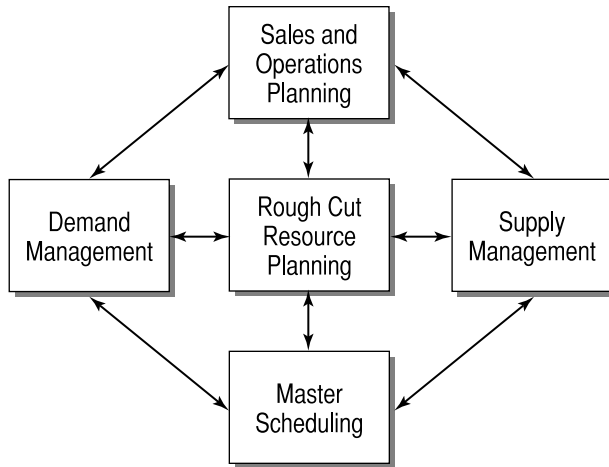 Sales and
Operations
Planning
Demand
Management
Rough Cut
Resource
Planning
Supply
Management
Master
Scheduling